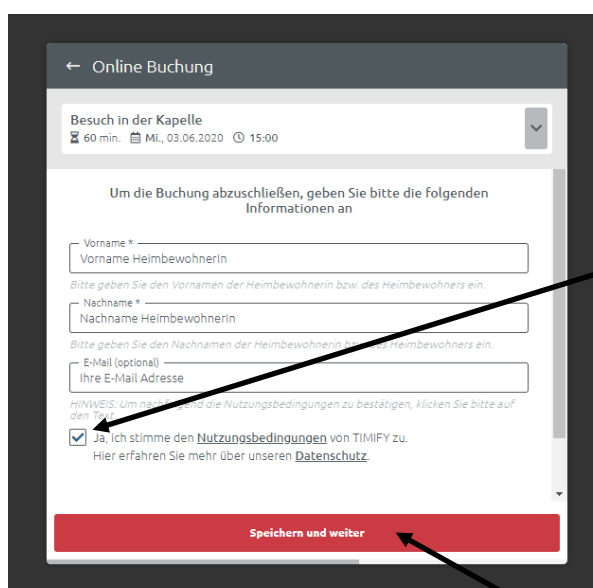 ← Online Buchung
Besuch in der Kapelle
60 min. Mi., 03.06.2020 15:00
Um die Buchung abzuschließen, geben Sie bitte die folgenden
Informationen an
Vorname *
Vorname HeimbewohnerIn
Bitte geben Sie den Vornamen der Heimbewohnerin bzw. des Heimbewohners ein.
Nachname *
Nachname HeimbewohnerIn
Bitte geben Sie den Nachnamen der Heimbewohnerin bzw. des Heimbewohners ein.
E-Mail (optional)
Ihre E-Mail Adresse
HINWEIS: Um nachfolgend die Nutzungsbedingungen zu bestätigen, klicken Sie bitte auf
den Text
Ja, ich stimme den Nutzungsbedingungen von TIMIFY zu.
Hier erfahren Sie mehr über unseren Datenschutz.
Speichern und weiter